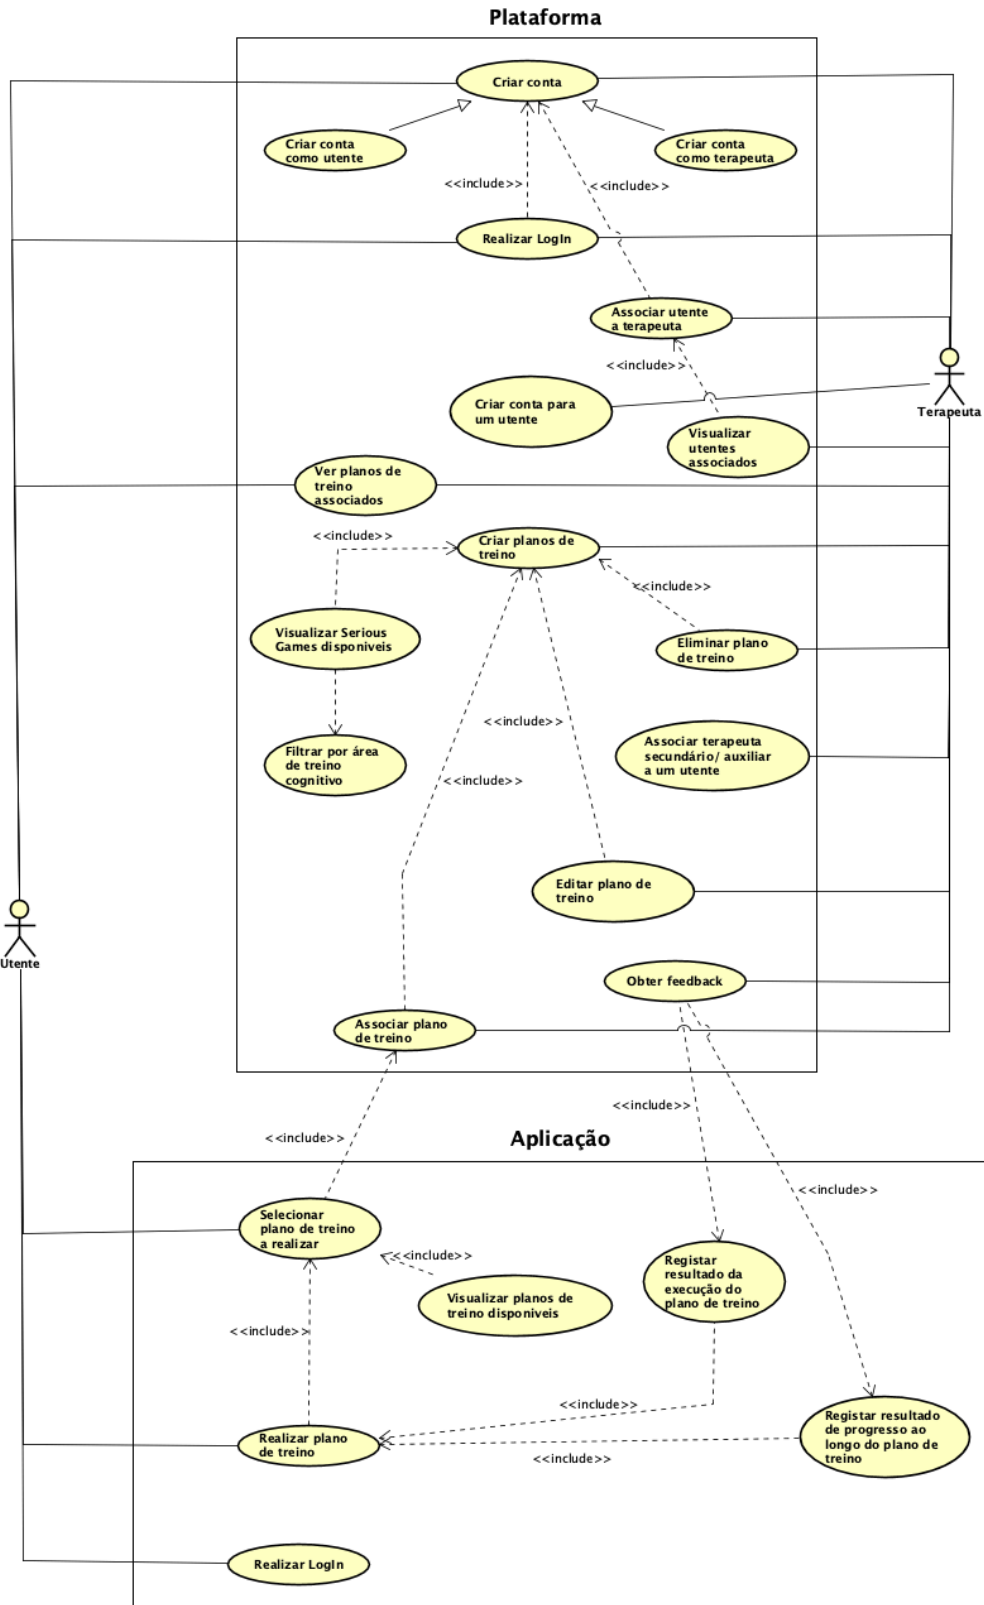 Plataforma
Criar conta
Criar conta
como utente
Criar conta
como terapeuta
<<include>>
<<include>>
Realizar LogIn
Associar utente
a terapeuta
<<include>>
Terapeuta
Criar conta para
um utente
Visualizar
utentes
associados
Ver planos de
treino
associados
<<include>>
Criar planos de
treino
<<include>>
Visualizar Serious
Games disponiveis
Eliminar plano
de treino
<<include>>
Filtrar por área
de treino
cognitivo
Associar terapeuta
secundário/ auxiliar
a um utente
<<include>>
Editar plano de
treino
Utente
Obter feedback
Associar plano
de treino
<<include>>
<<include>>
Aplicação
<<include>>
Selecionar
plano de treino
a realizar
<<include>>
Registar
resultado da
execução do
plano de treino
Visualizar planos de
treino disponiveis
<<include>>
<<include>>
Realizar plano
de treino
Registar resultado
de progresso ao
longo do plano de
treino
<<include>>
Realizar LogIn